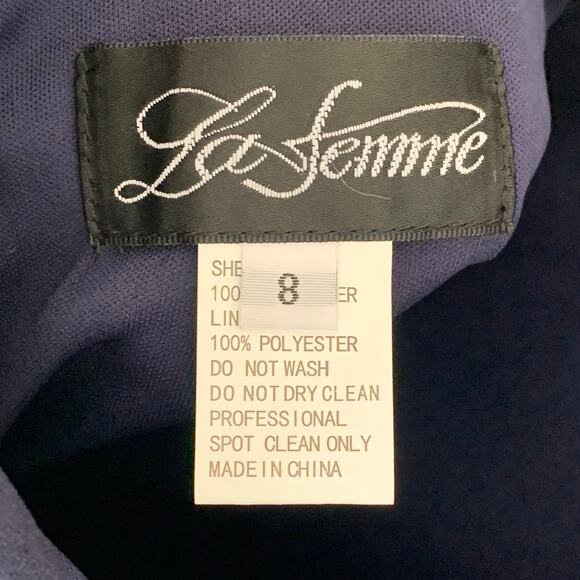 La Femme
8
SHE
100 ER
LIN
100% POLYESTER
DO NOT WASH
DO NOT DRY CLEAN
PROFESSIONAL
SPOT CLEAN ONLY
MADE IN CHINA